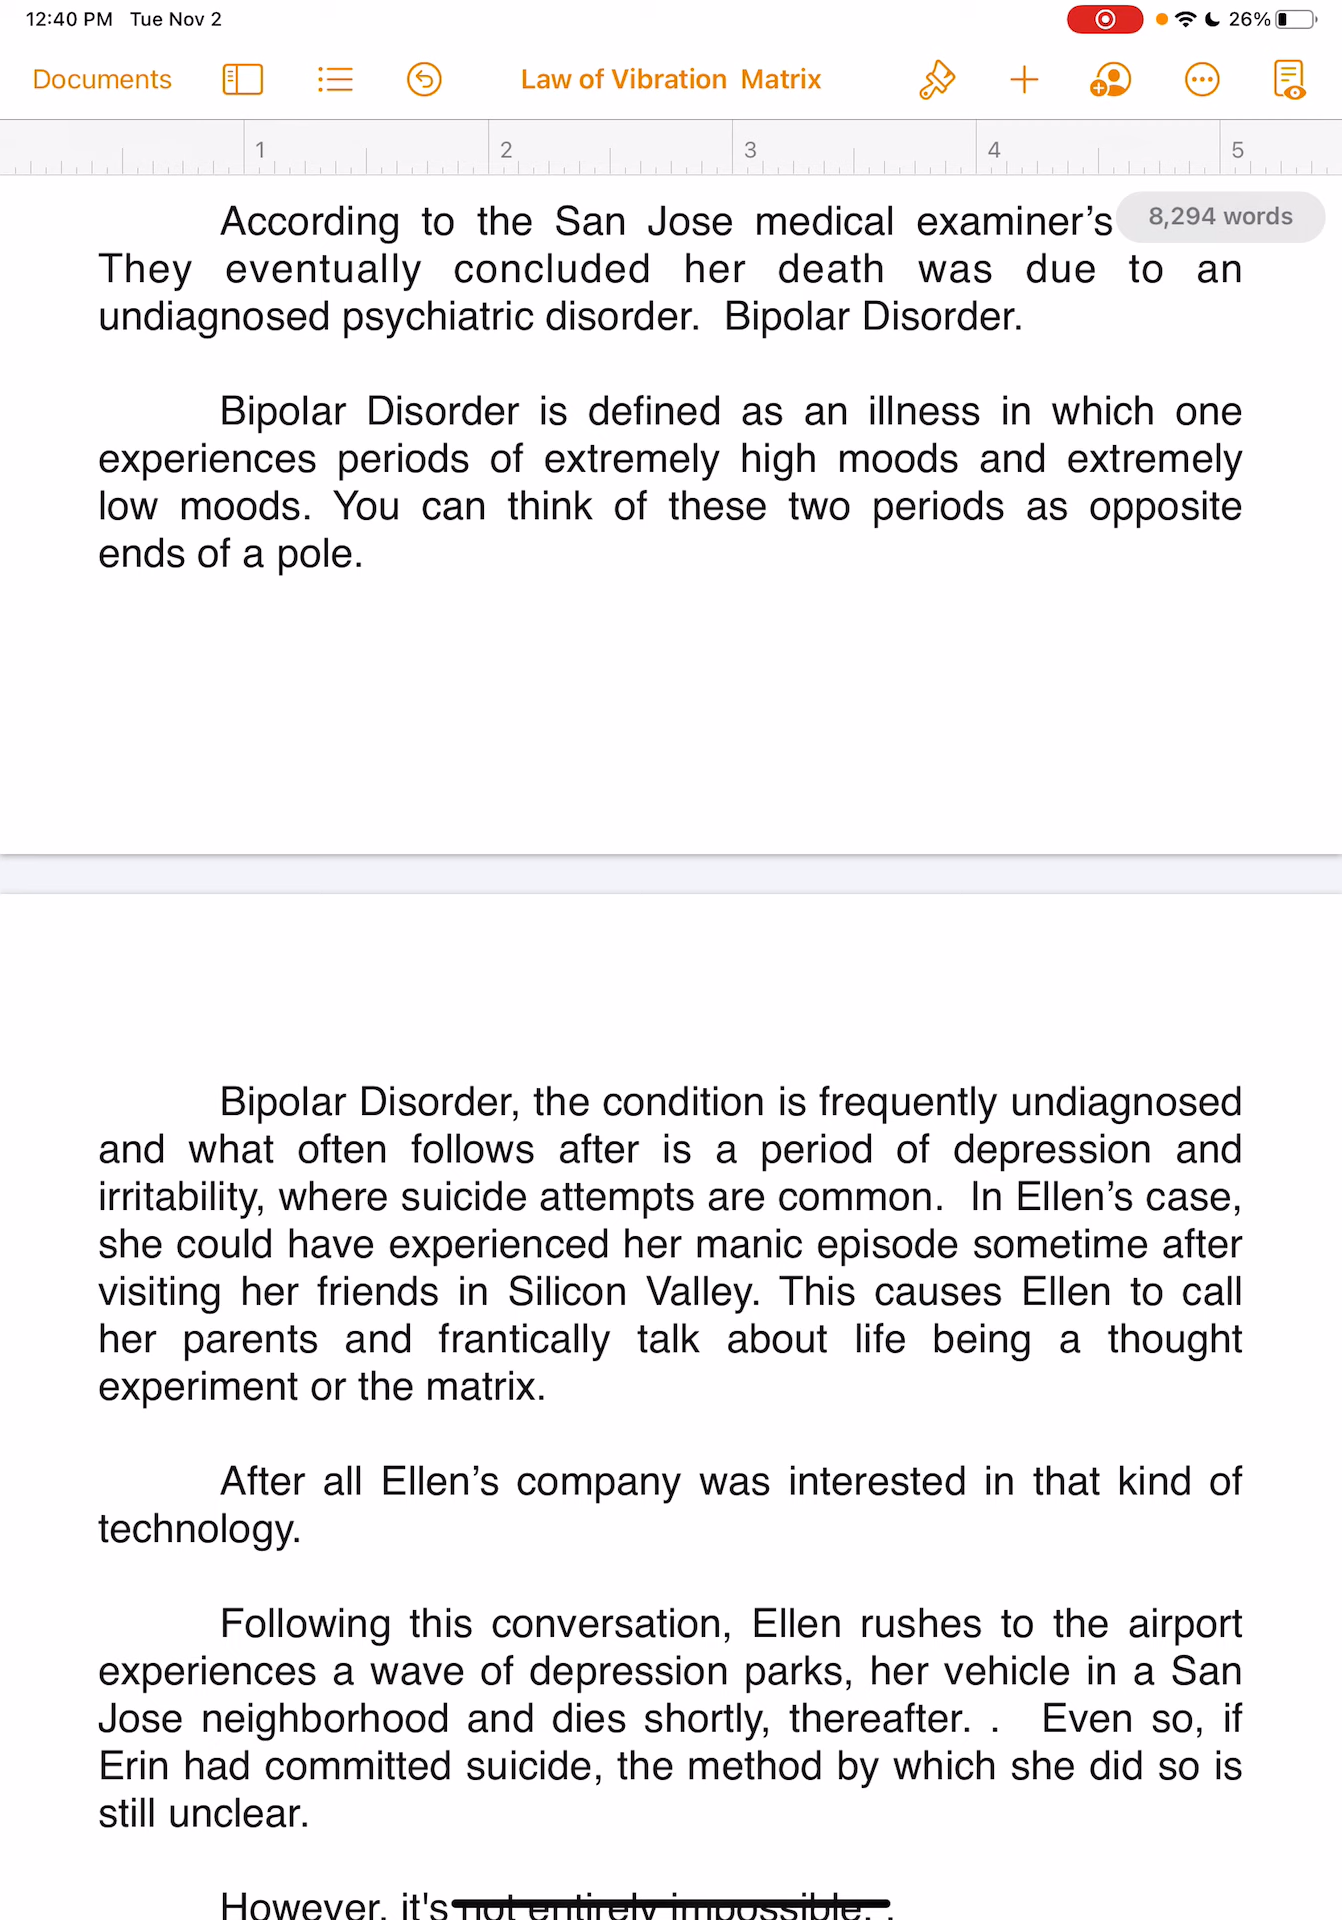 12:40 PM Tue Nov 2
26%
Documents
Law of Vibration Matrix
1 2 3 4 5
8,294 words
According to the San Jose medical examiner’s
They eventually concluded her death was due to an
undiagnosed psychiatric disorder. Bipolar Disorder.
Bipolar Disorder is defined as an illness in which one
experiences periods of extremely high moods and extremely
low moods. You can think of these two periods as opposite
ends of a pole.
Bipolar Disorder, the condition is frequently undiagnosed
and what often follows after is a period of depression and
irritability, where suicide attempts are common. In Ellen’s case,
she could have experienced her manic episode sometime after
visiting her friends in Silicon Valley. This causes Ellen to call
her parents and frantically talk about life being a thought
experiment or the matrix.
After all Ellen’s company was interested in that kind of
technology.
Following this conversation, Ellen rushes to the airport
experiences a wave of depression parks, her vehicle in a San
Jose neighborhood and dies shortly, thereafter. . Even so, if
Erin had committed suicide, the method by which she did so is
still unclear.
However, it's not entirely impossible. .